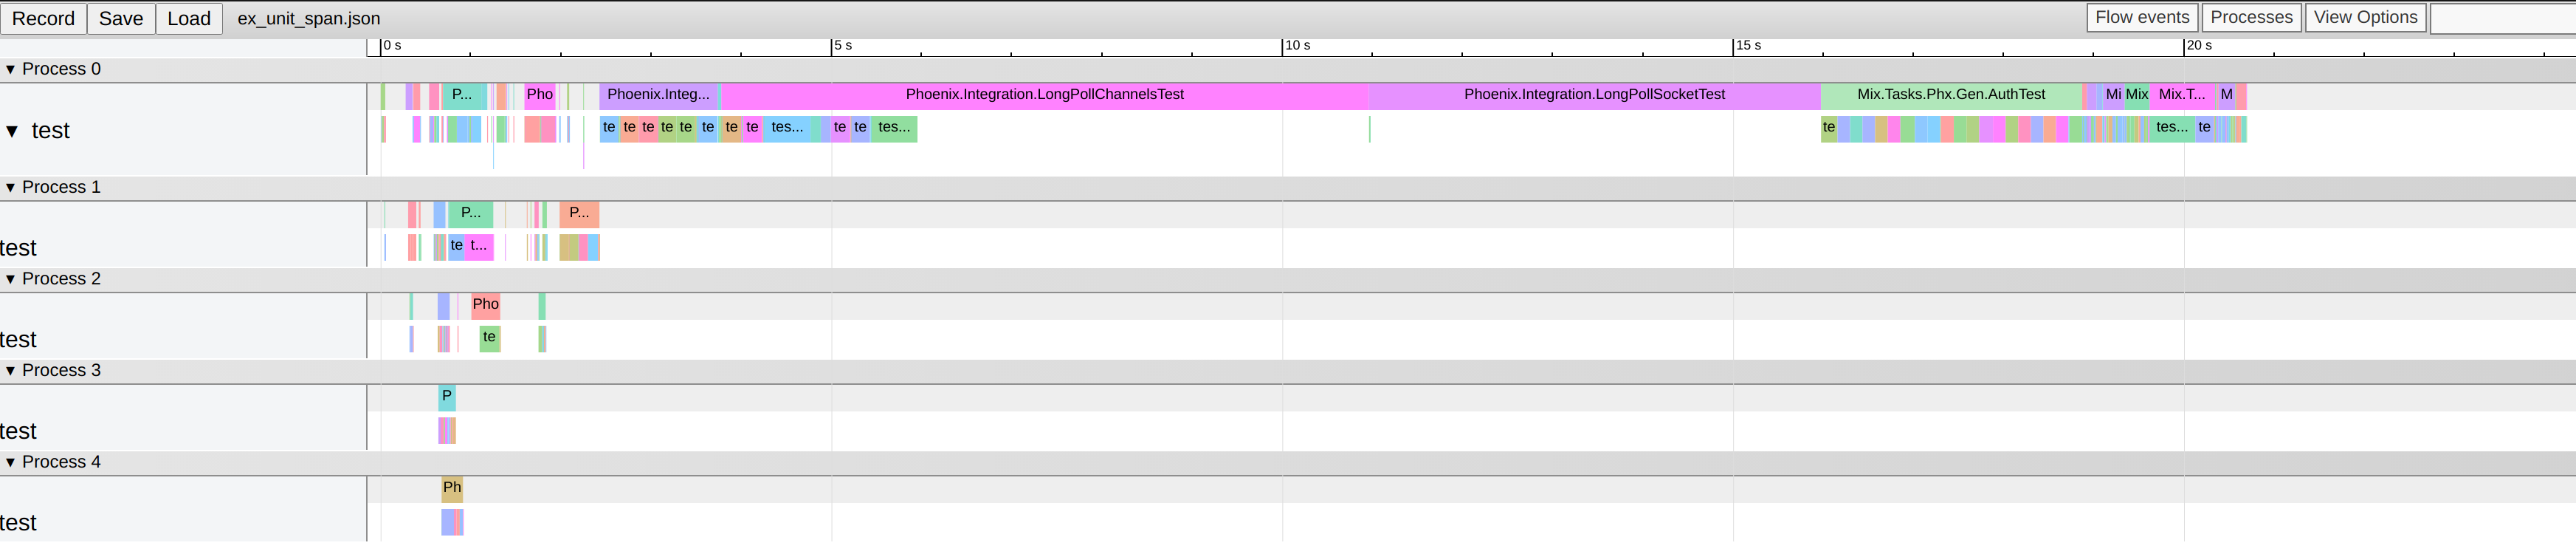 Record Save Load ex_unit_span.json Flow events Processes View Options
0 s 5 s 10 s 15 s 20 s
▼ Process 0
P... Pho Phoenix.Integ... Phoenix.Integration.LongPollChannelsTest Phoenix.Integration.LongPollSocketTest Mix.Tasks.Phx.Gen.AuthTest Mi Mix Mix.T... M
▼ test te te te te te te te te tes... te te tes... te tes... te
▼ Process 1
P... P...
test te t...
▼ Process 2
Pho
test te
▼ Process 3
P
test
▼ Process 4
Ph
test